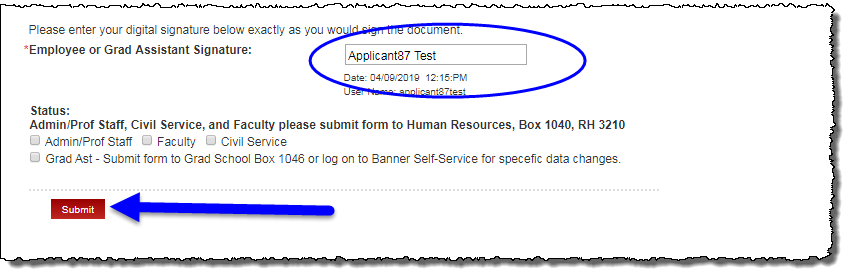 Please enter your digital signature below exactly as you would sign the document.
*Employee or Grad Assistant Signature:
Applicant87 Test
Date: 04/09/2019 12:15:PM
User Name: applicant87test
Status:
Admin/Prof Staff, Civil Service, and Faculty please submit form to Human Resources, Box 1040, RH 3210
Admin/Prof Staff Faculty Civil Service
Grad Ast - Submit form to Grad School Box 1046 or log on to Banner Self-Service for specefic data changes.
Submit